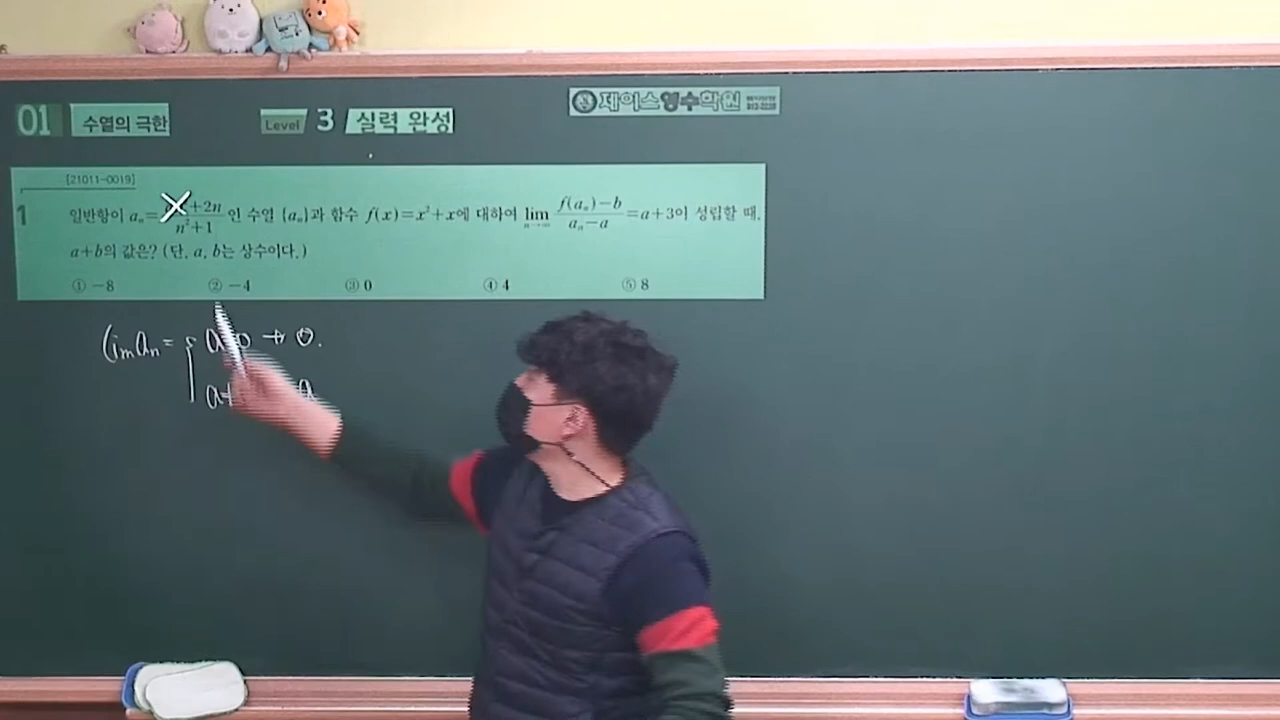 01 수열의 극한 Level 3 실력 완성
제이스영수학원
[21011-0019]
1 일반항이 aₙ= +2n/n²+1 인 수열 {aₙ}과 함수 f(x)=x²+x에 대하여 lim n→∞ f(aₙ)-b/aₙ-a =a+3이 성립할 때,
a+b의 값은? (단, a, b는 상수이다.)
① -8 ② -4 ③ 0 ④ 4 ⑤ 8
lim aₙ = { a 0 → 0.
a